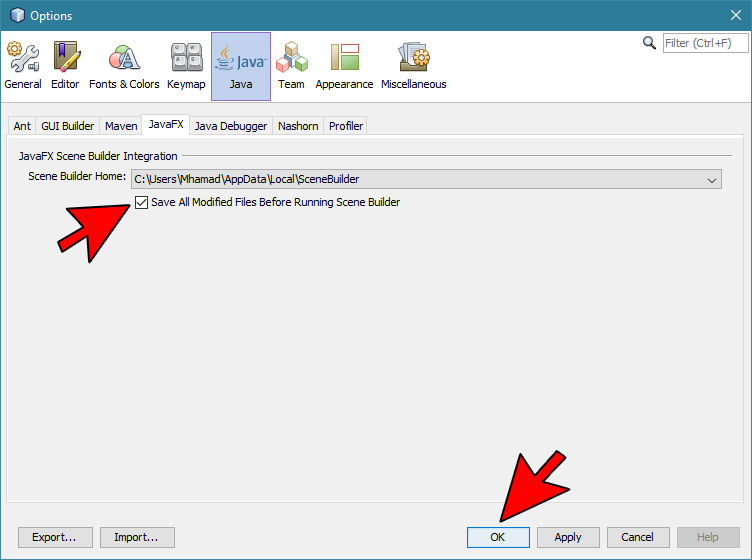 Options
Filter (Ctrl+F)
General Editor Fonts & Colors Keymap Java Team Appearance Miscellaneous
Ant GUI Builder Maven JavaFX Java Debugger Nashorn Profiler
JavaFX Scene Builder Integration
Scene Builder Home: C:\Users\Mhamad\AppData\Local\SceneBuilder
Save All Modified Files Before Running Scene Builder
Export... Import... OK Apply Cancel Help